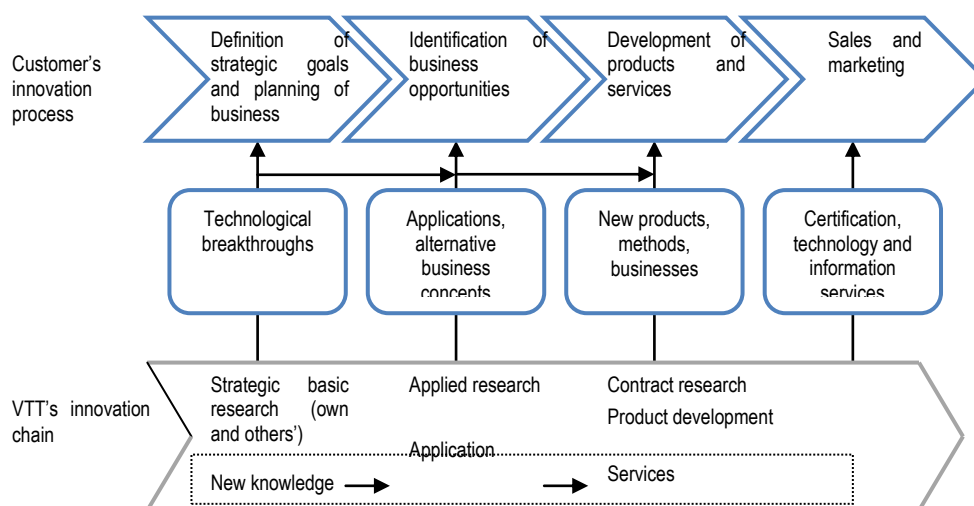 Customer's
innovation
process
Definition of
strategic goals
and planning of
business
Identification of
business
opportunities
Development of
products and
services
Sales and
marketing
Technological
breakthroughs
Applications,
alternative
business
concepts
New products,
methods,
businesses
Certification,
technology and
information
services
VTT's innovation
chain
Strategic basic
research (own
and others')
Applied research
Application
Contract research
Product development
Services
New knowledge